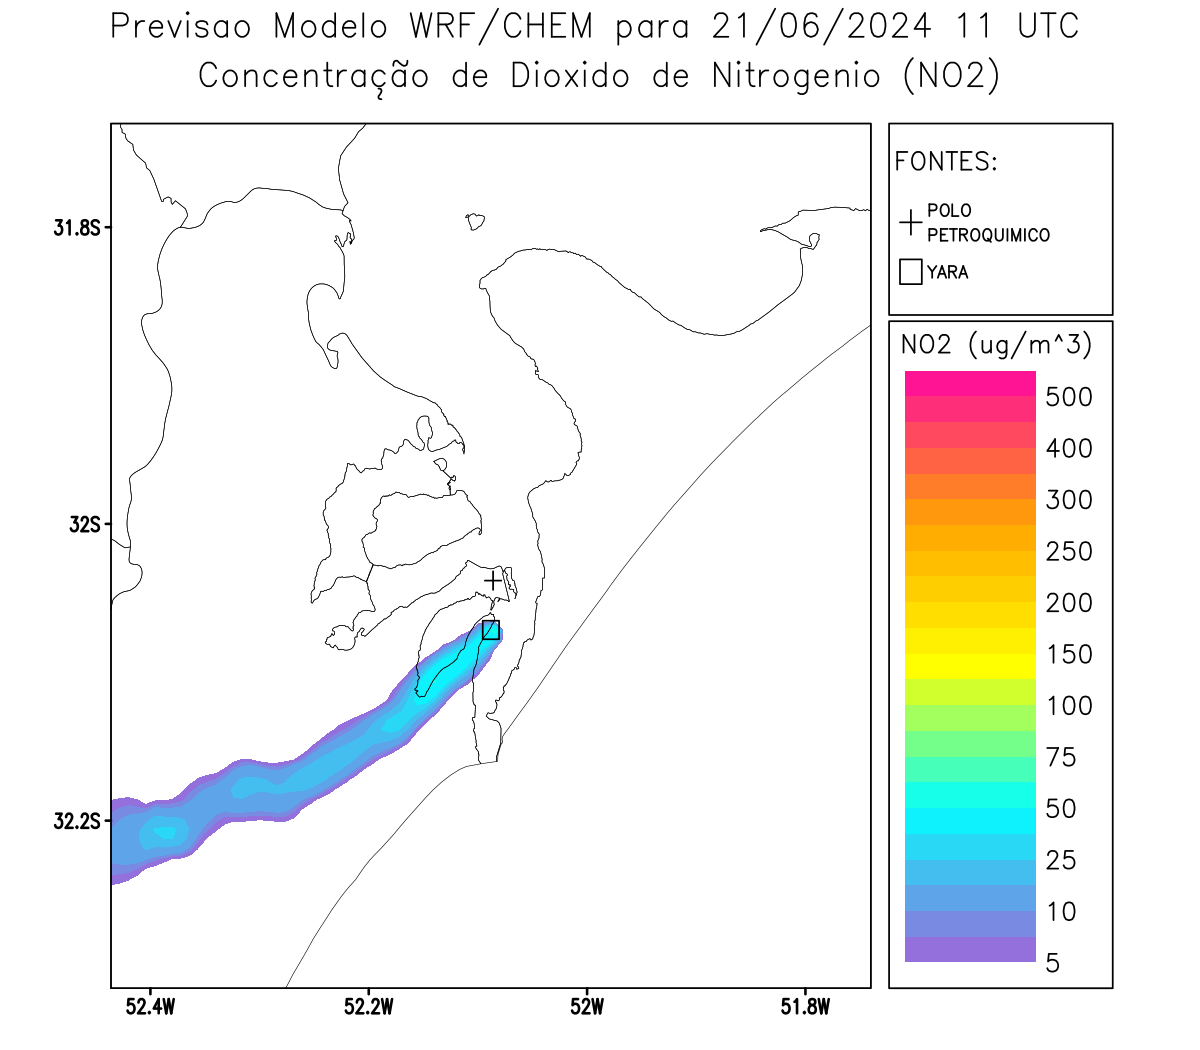 Previsao Modelo WRF/CHEM para 21/06/2024 11 UTC
Concentração de Dioxido de Nitrogenio (NO2)
FONTES:
POLO
PETROQUIMICO
YARA
NO2 (ug/m^3)
500
400
300
250
200
150
100
75
50
25
10
5
31.8S
32S
32.2S
52.4W
52.2W
52W
51.8W